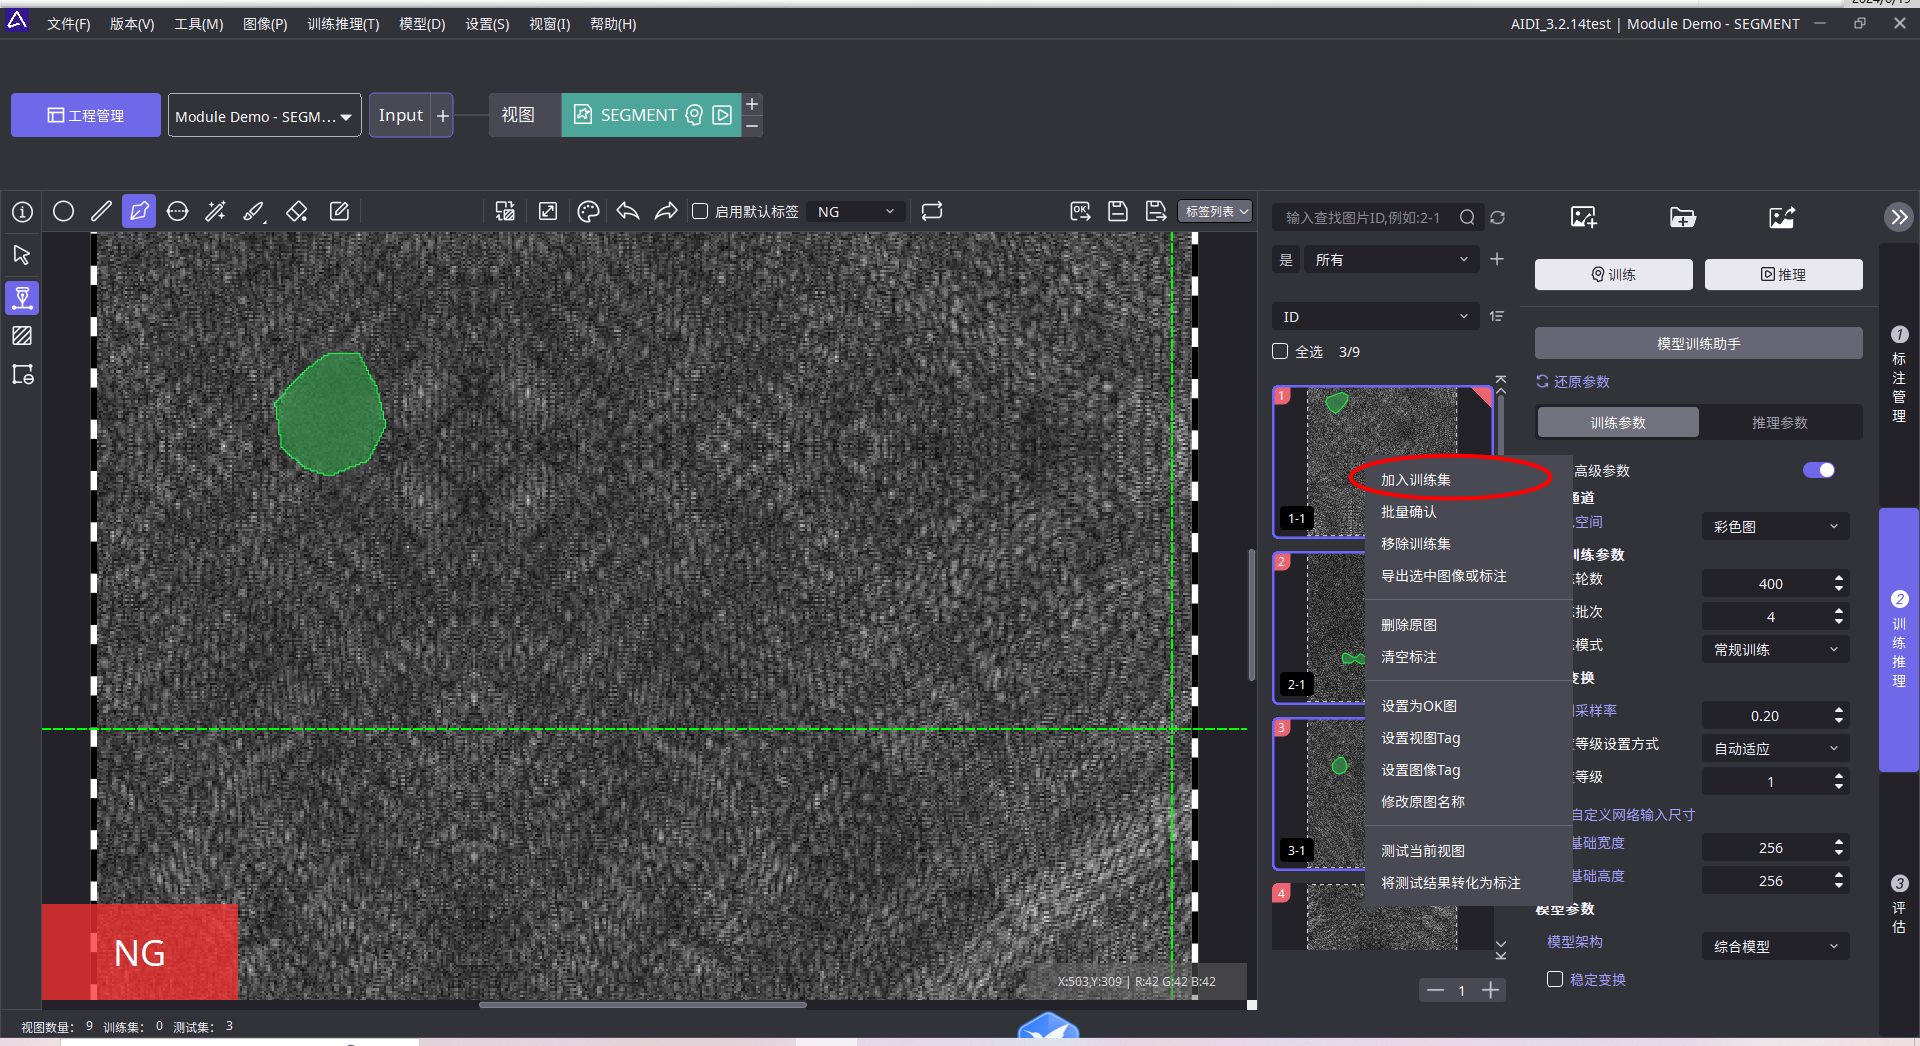 文件(F) 版本(V) 工具(M) 图像(P) 训练推理(T) 模型(D) 设置(S) 视窗(I) 帮助(H)
AIDI_3.2.14test | Module Demo - SEGMENT
工程管理
Module Demo - SEGM...
Input +
视图
SEGMENT
启用默认标签
NG
OK
标签列表
输入查找图片ID,例如:2-1
是
所有
ID
全选 3/9
1
1-1
2
2-1
3
3-1
4
加入训练集
批量确认
移除训练集
导出选中图像或标注
删除原图
清空标注
设置为OK图
设置视图Tag
设置图像Tag
修改原图名称
测试当前视图
将测试结果转化为标注
1
训练
推理
模型训练助手
还原参数
训练参数
推理参数
高级参数
通道
空间
彩色图
训练参数
轮数
400
批次
4
模式
常规训练
变换
采样率
0.20
等级设置方式
自动适应
等级
1
自定义网络输入尺寸
基础宽度
256
基础高度
256
模型参数
模型架构
综合模型
稳定变换
1
标注管理
2
训练推理
3
评估
NG
X:503,Y:309 | R:42 G:42 B:42
视图数量: 9 训练集: 0 测试集: 3